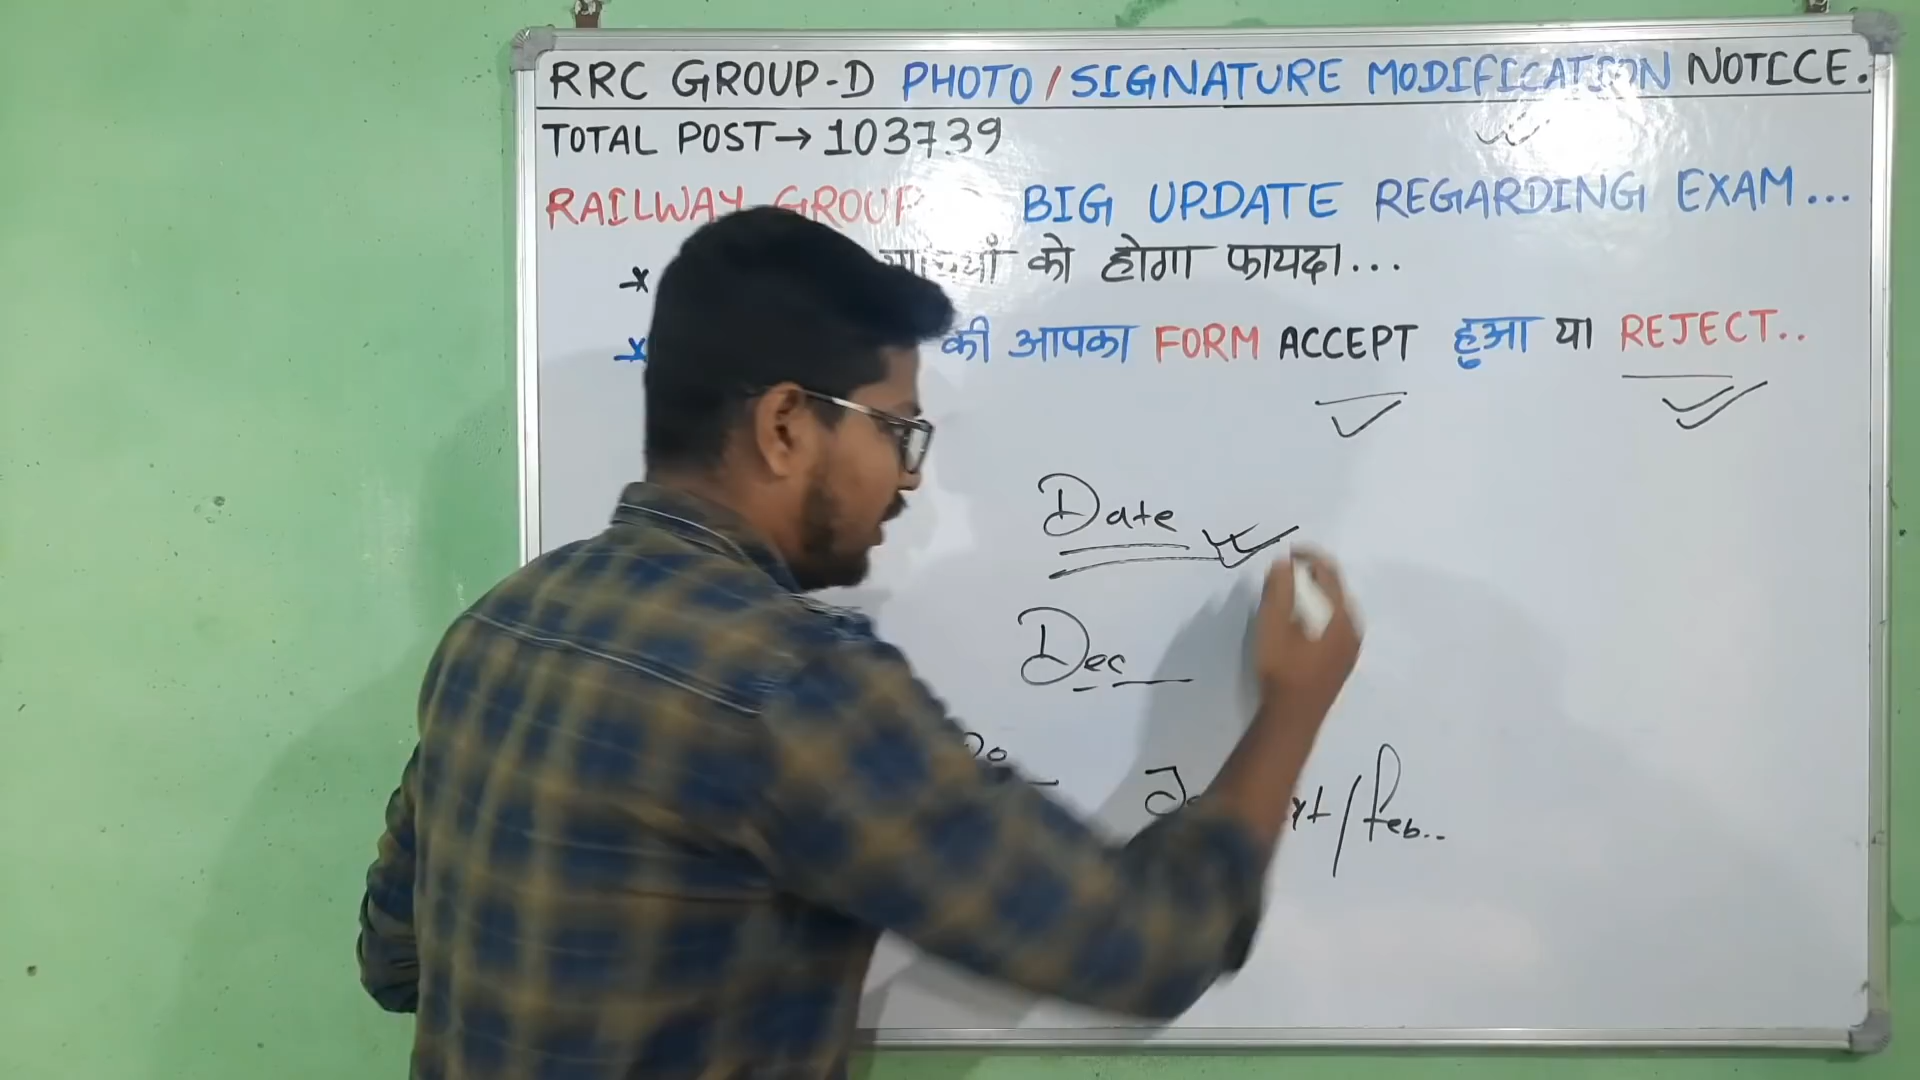 RRC GROUP-D PHOTO/SIGNATURE MODIFICATION NOTICE.
TOTAL POST→103739
RAILWAY GROUP BIG UPDATE REGARDING EXAM...
को होगा फायदा...
की आपका FORM ACCEPT हुआ या REJECT..
Date
Dec
/Feb..